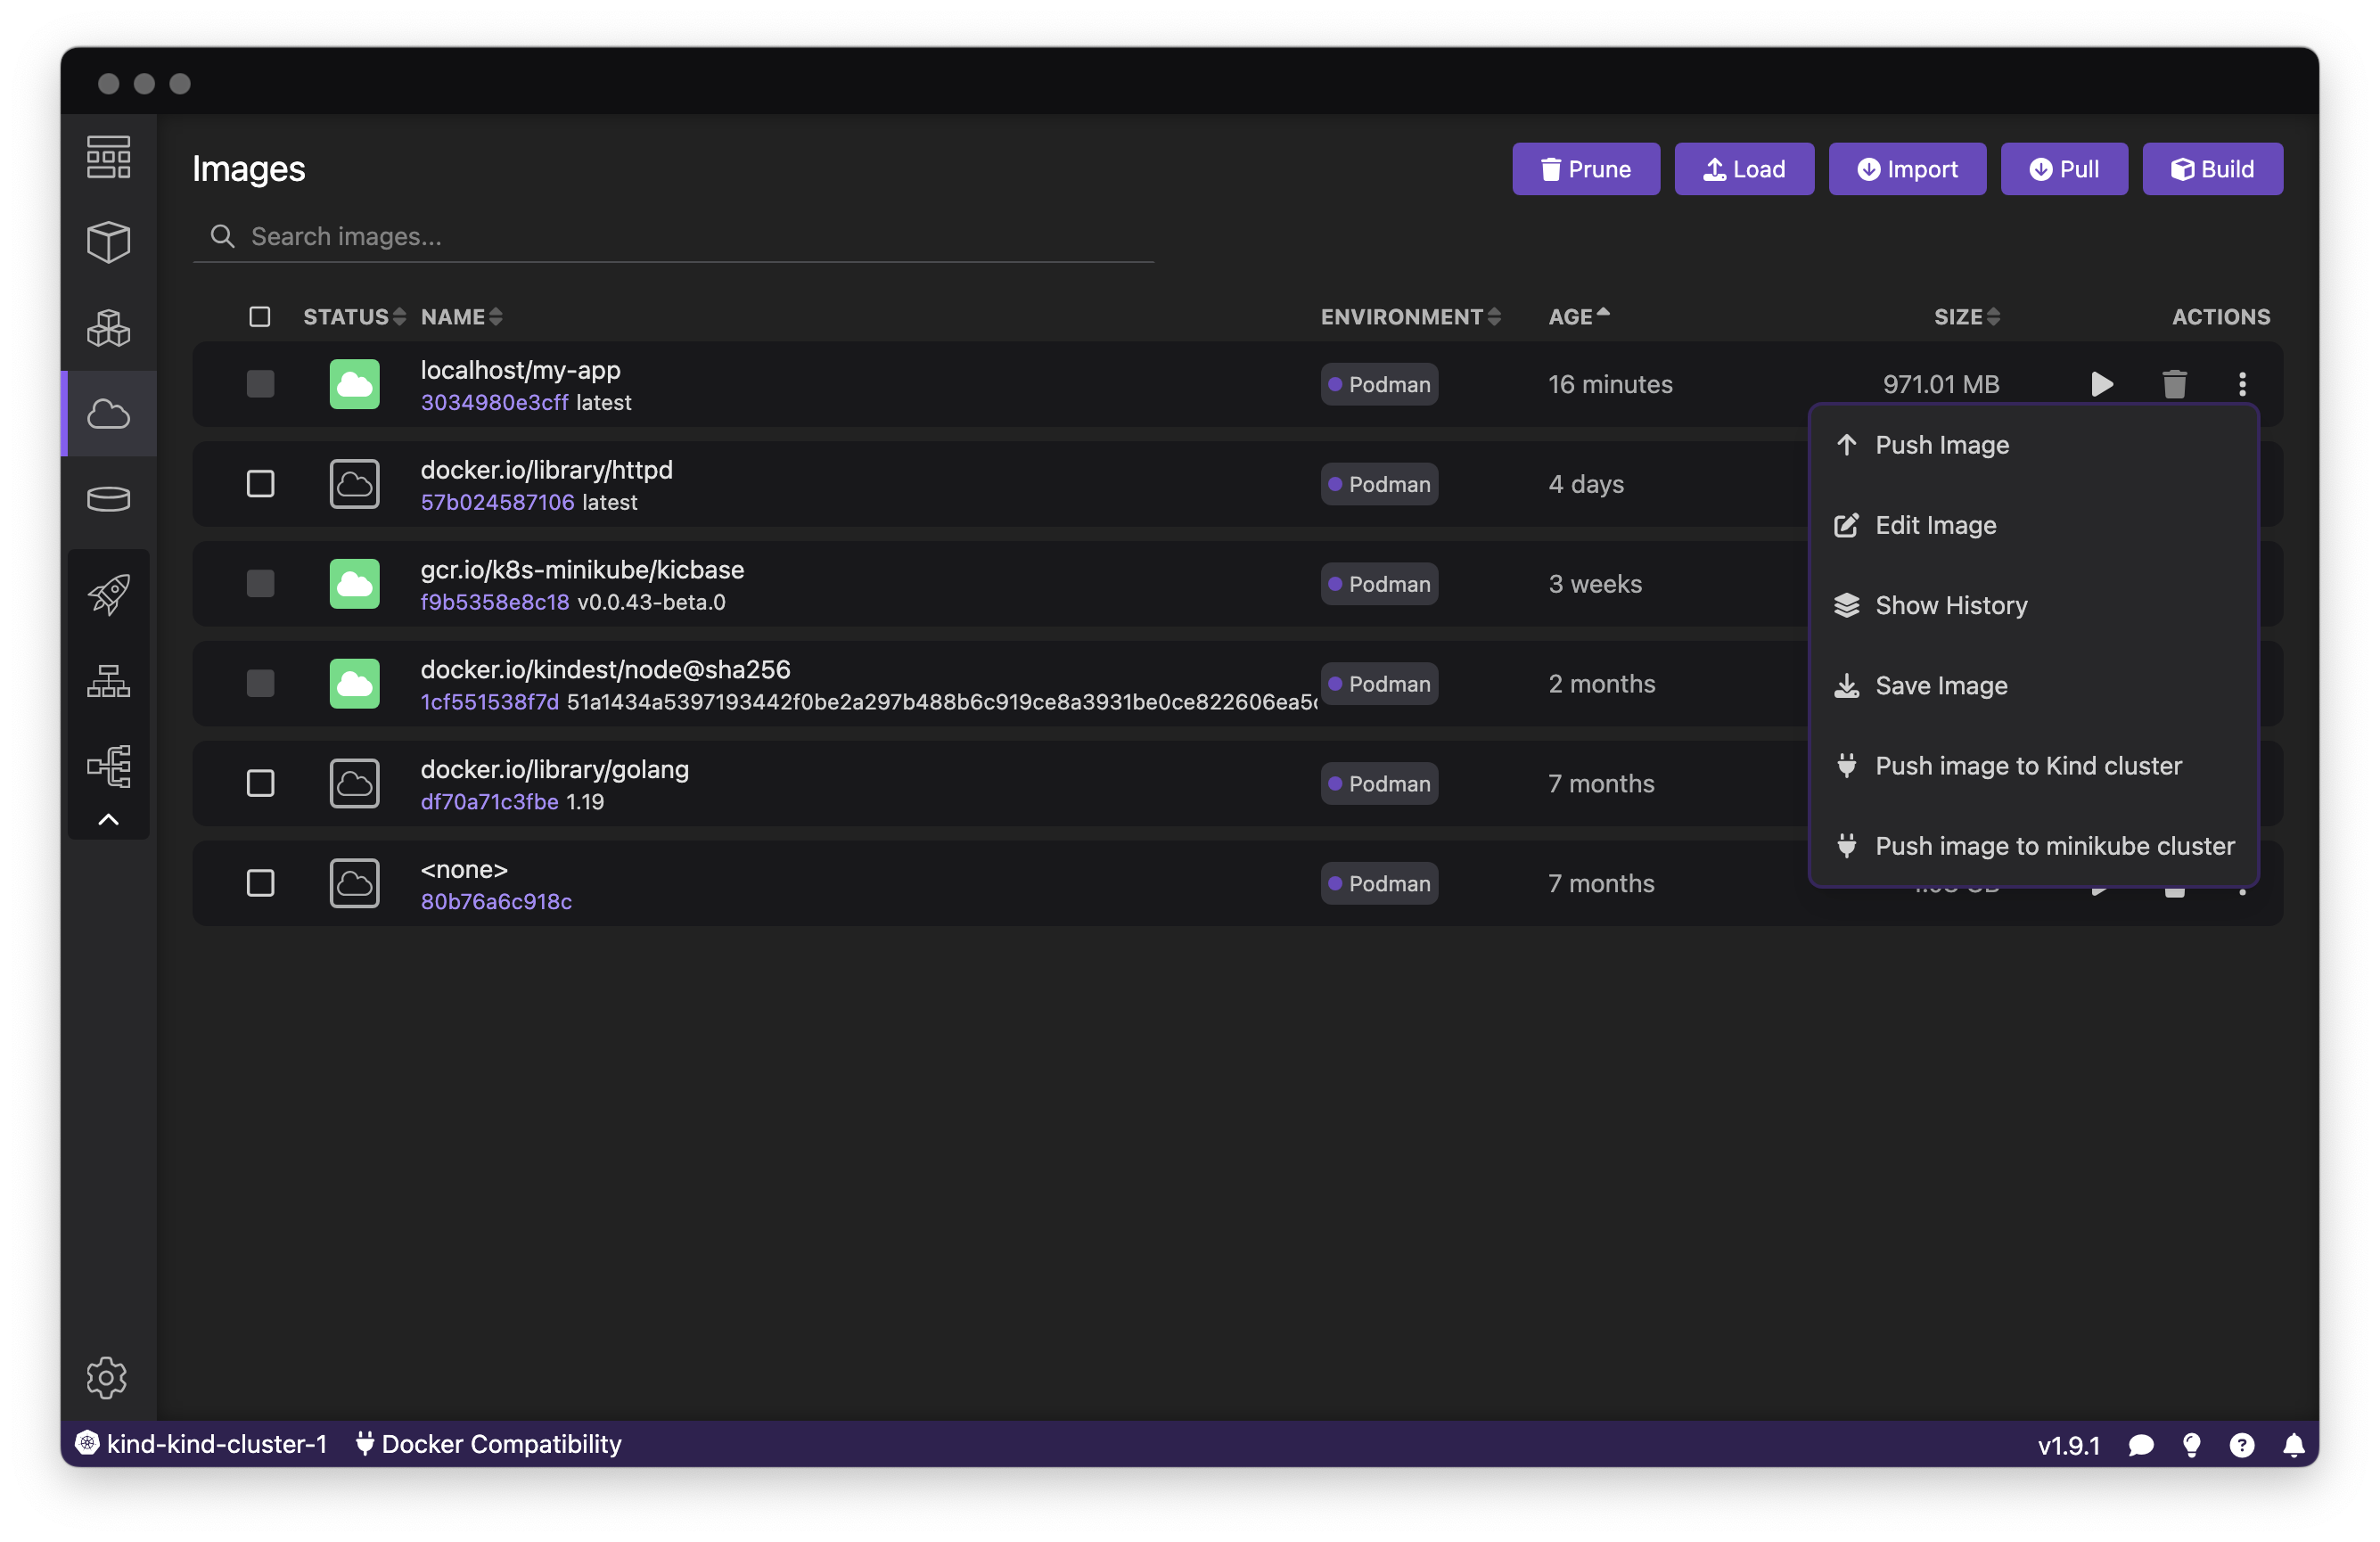 Images
Prune
Load
Import
Pull
Build
Search images...
STATUS NAME ENVIRONMENT AGE SIZE ACTIONS
localhost/my-app
3034980e3cff latest
Podman
16 minutes
971.01 MB
docker.io/library/httpd
57b024587106 latest
Podman
4 days
gcr.io/k8s-minikube/kicbase
f9b5358e8c18 v0.0.43-beta.0
Podman
3 weeks
docker.io/kindest/node@sha256
1cf551538f7d 51a1434a5397193442f0be2a297b488b6c919ce8a3931be0ce822606ea5
Podman
2 months
docker.io/library/golang
df70a71c3fbe 1.19
Podman
7 months
<none>
80b76a6c918c
Podman
7 months
Push Image
Edit Image
Show History
Save Image
Push image to Kind cluster
Push image to minikube cluster
kind-kind-cluster-1
Docker Compatibility
v1.9.1